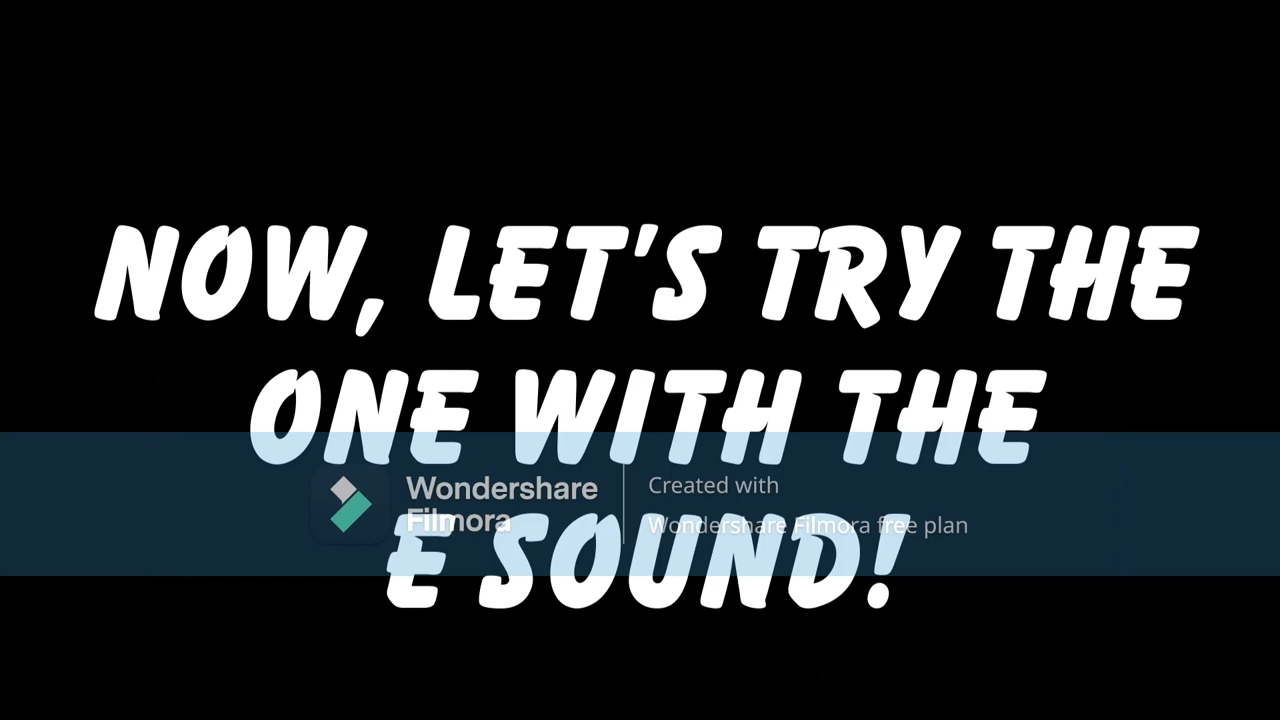 NOW, LET'S TRY THE
ONE WITH THE
Wondershare
Filmora
Created with
Wondershare Filmora free plan
E SOUND!